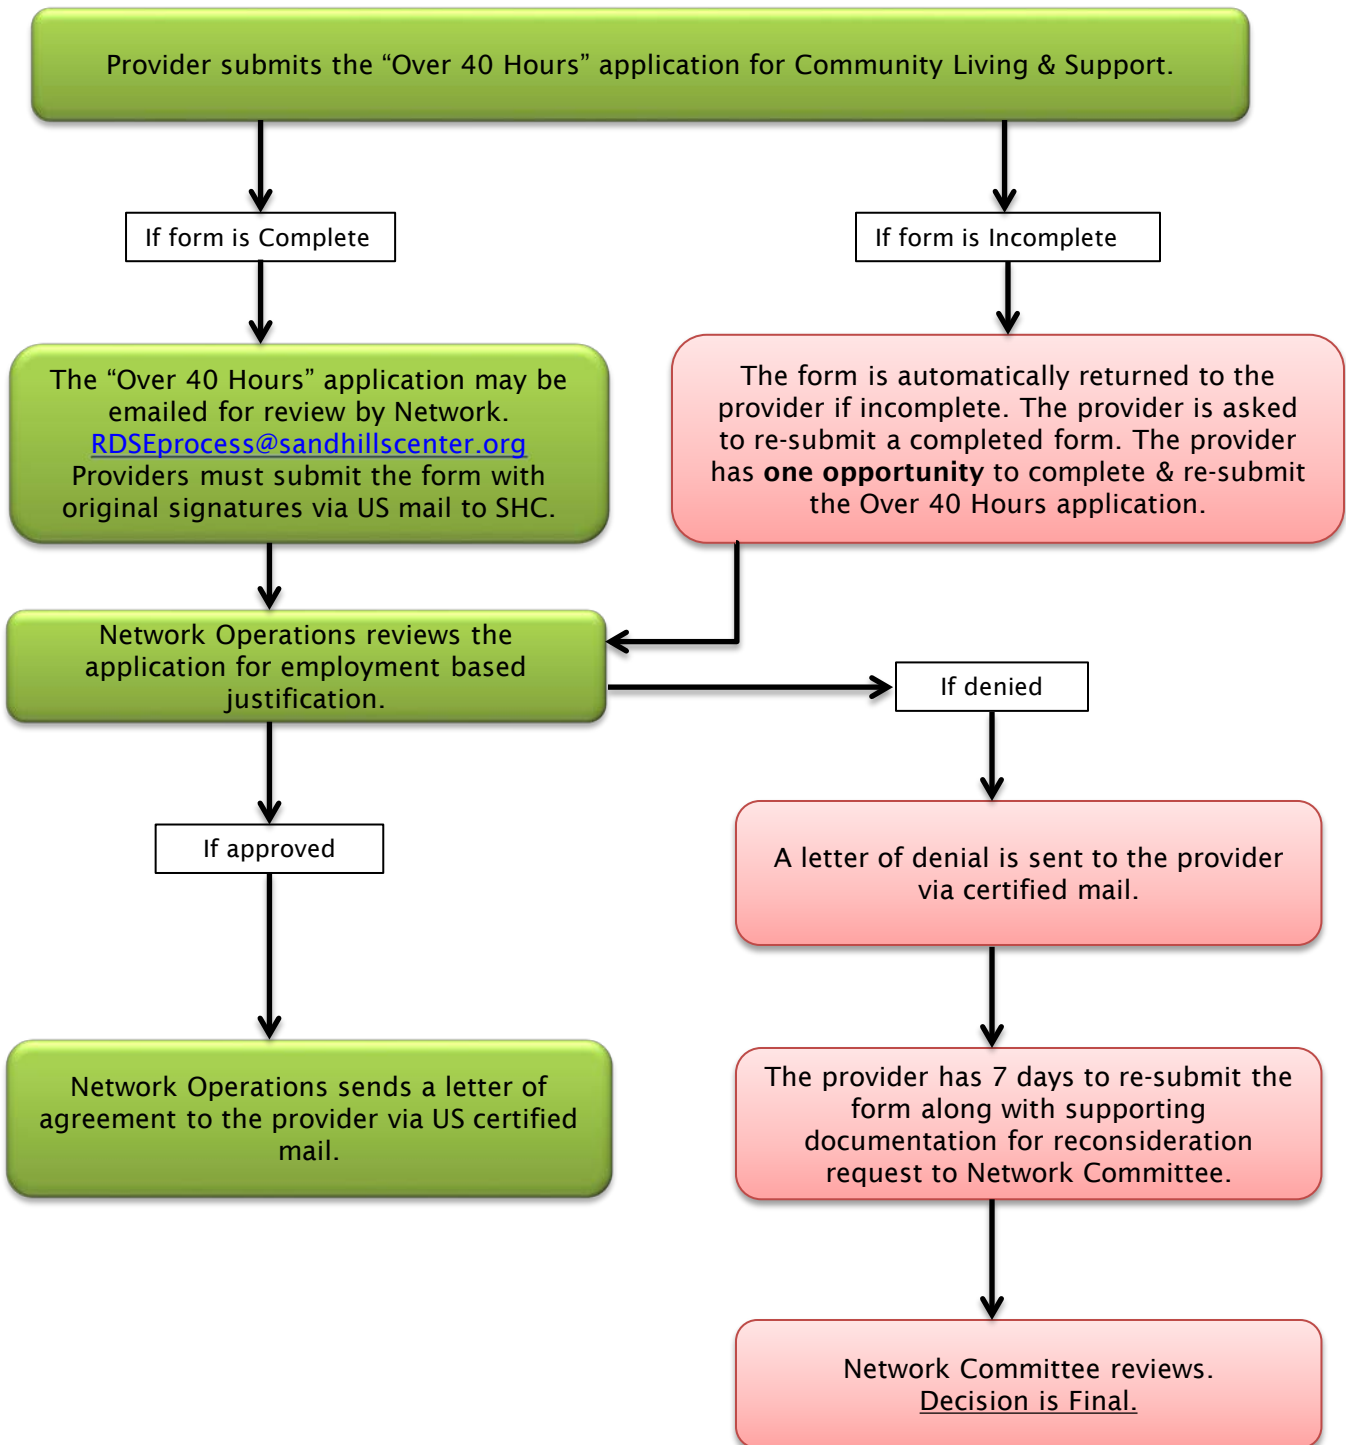 Provider submits the “Over 40 Hours” application for Community Living & Support.
If form is Complete
If form is Incomplete
The “Over 40 Hours” application may be
emailed for review by Network.
RDSEprocess@sandhillscenter.org
Providers must submit the form with
original signatures via US mail to SHC.
The form is automatically returned to the
provider if incomplete. The provider is asked
to re-submit a completed form. The provider
has one opportunity to complete & re-submit
the Over 40 Hours application.
Network Operations reviews the
application for employment based
justification.
If denied
If approved
A letter of denial is sent to the provider
via certified mail.
Network Operations sends a letter of
agreement to the provider via US certified
mail.
The provider has 7 days to re-submit the
form along with supporting
documentation for reconsideration
request to Network Committee.
Network Committee reviews.
Decision is Final.